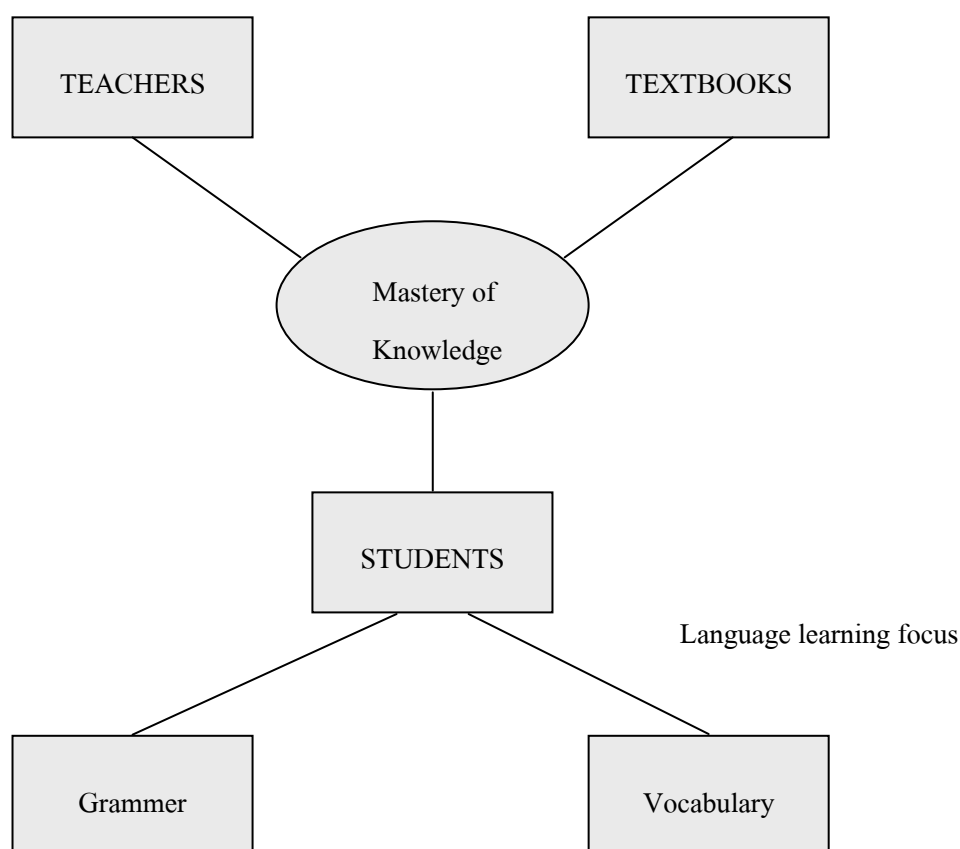 TEACHERS
TEXTBOOKS
Mastery of
Knowledge
STUDENTS
Language learning focus
Grammer
Vocabulary